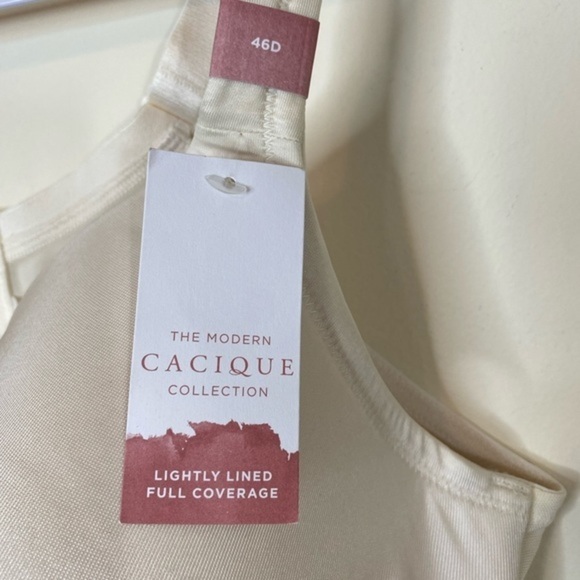 46D
THE MODERN
CACIQUE
COLLECTION
LIGHTLY LINED
FULL COVERAGE